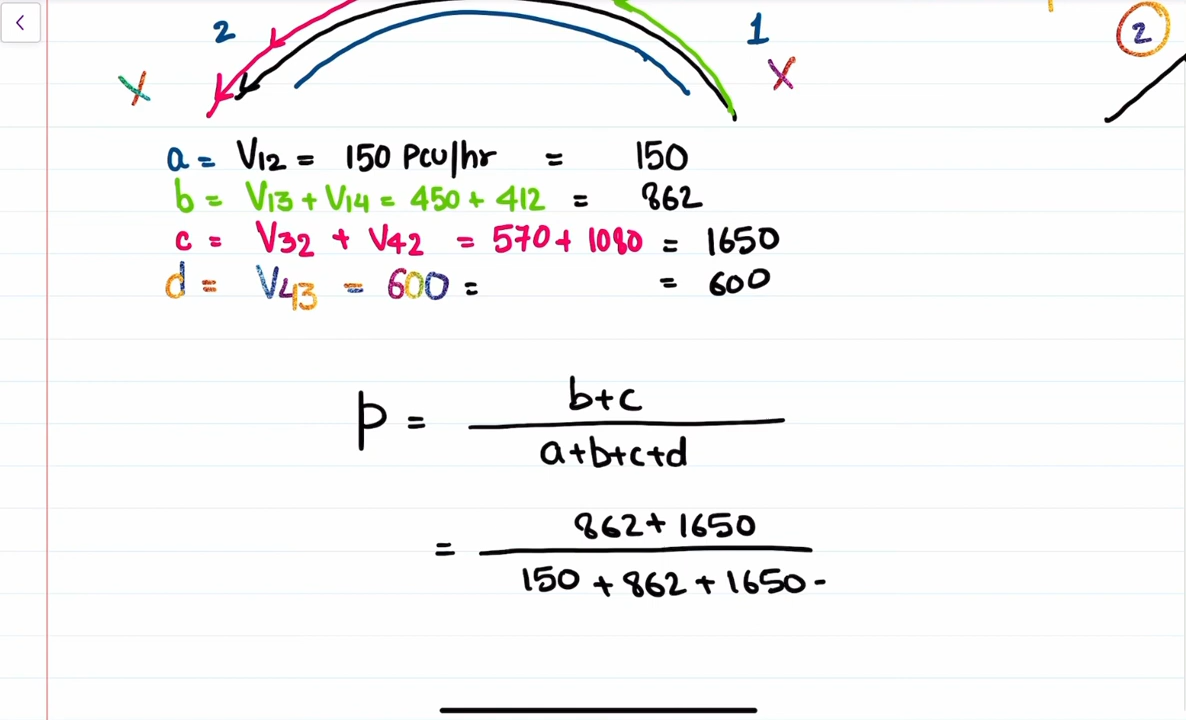 2
1
2
X
X
a = V12 = 150 Pcu/hr = 150
b = V13 + V14 = 450 + 412 = 862
c = V32 + V42 = 570 + 1080 = 1650
d = V43 = 600 = = 600
P = b+c
a+b+c+d
= 862 + 1650
150 + 862 + 1650 -